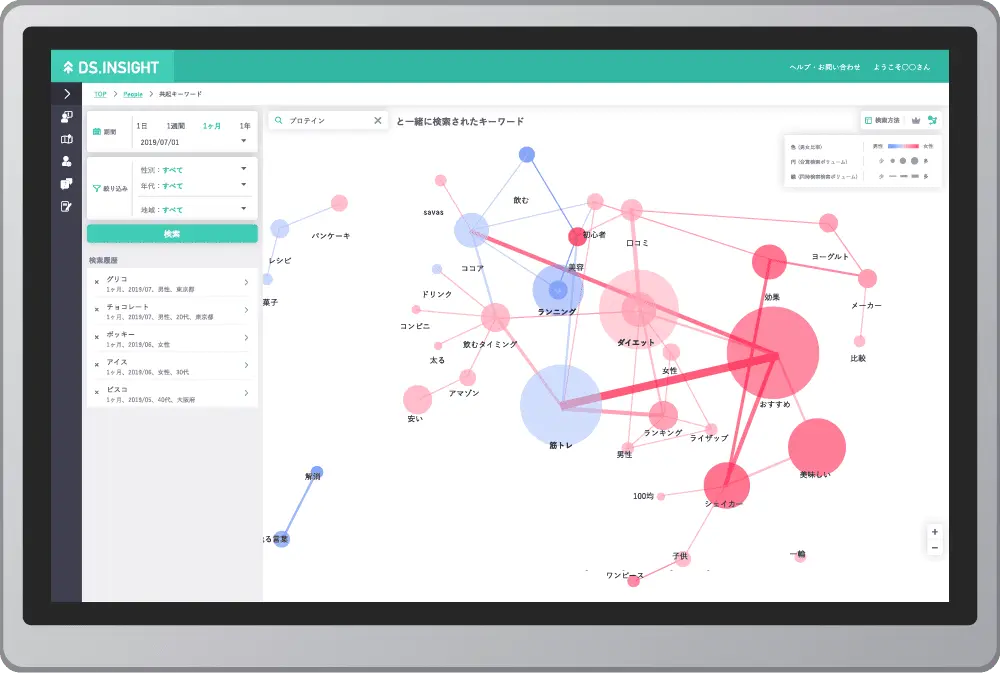 DS.INSIGHT
ヘルプ・お問い合わせ
ようこそ〇〇さん
TOP > People > 共起キーワード
期間
1日 1週間 1ヶ月 1年
2019/07/01
絞り込み
性別：すべて
年代：すべて
地域：すべて
検索
検索履歴
× グリコ
1ヶ月、2019/07、男性、東京都
× チョコレート
1ヶ月、2019/07、男性、20代、東京都
× ポッキー
1ヶ月、2019/06、女性
× アイス
1ヶ月、2019/06、女性、30代
× ビスコ
1ヶ月、2019/05、40代、大阪府
プロテイン ×
と一緒に検索されたキーワード
検索方法
色 (男女比率) 男性 女性
円 (位置検索ボリューム) 少 多
線 (同時検索検索ボリューム) 少 多
savas
飲む
初心者
口コミ
パンケーキ
レシピ
菓子
ココア
美容
ヨーグルト
ドリンク
ランニング
効果
メーカー
コンビニ
飲むタイミング
ダイエット
太る
女性
比較
アマゾン
安い
おすすめ
筋トレ
ランキング
ライザップ
男性
美味しい
解消
100均
シェイカー
る言葉
子供
一輪
ワンピース
+
−